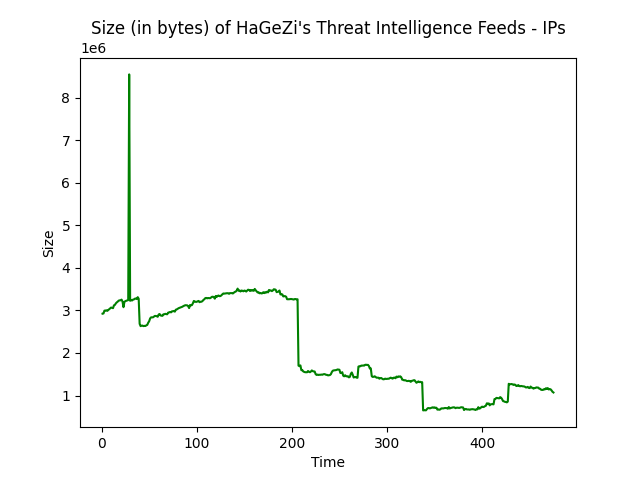 Size (in bytes) of HaGeZi's Threat Intelligence Feeds - IPs
1e6
8
7
6
5
4
3
2
1
Size
0 100 200 300 400
Time